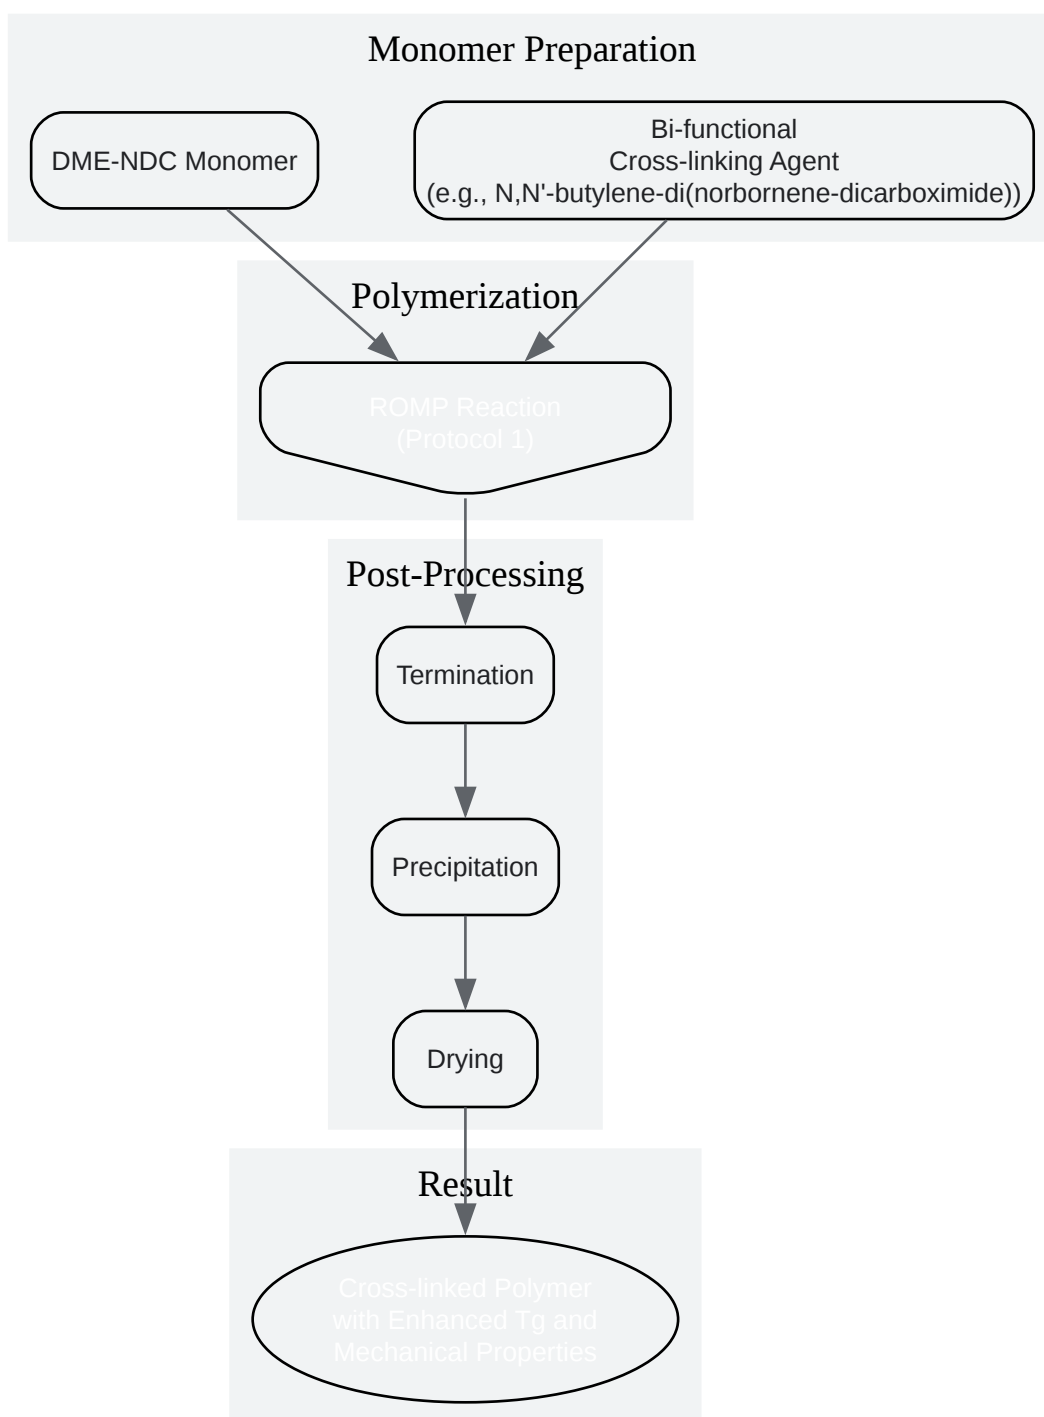 Monomer Preparation
DME-NDC Monomer
Bi-functional
Cross-linking Agent
(e.g., N,N'-butylene-di(norbornene-dicarboximide))
Polymerization
ROMP Reaction
(Protocol 1)
Post-Processing
Termination
Precipitation
Drying
Result
Cross-linked Polymer
with Enhanced Tg and
Mechanical Properties